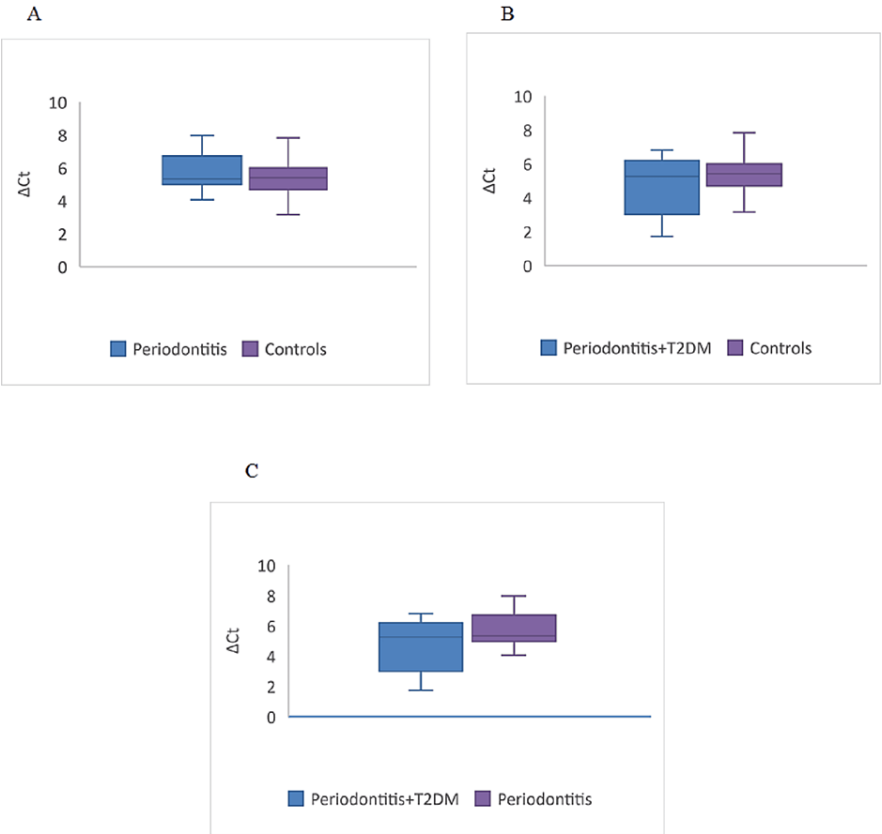 A
10
8
6
4
2
0
ΔCt
Periodontitis Controls
B
10
8
6
4
2
0
ΔCt
Periodontitis+T2DM Controls
C
10
8
6
4
2
0
ΔCt
Periodontitis+T2DM Periodontitis